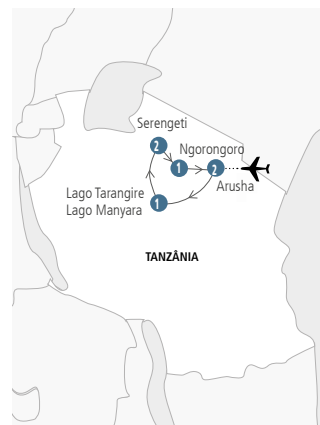 Serengeti
2
Ngorongoro
1
2
Arusha
Lago Tarangire
Lago Manyara
1
TANZÂNIA